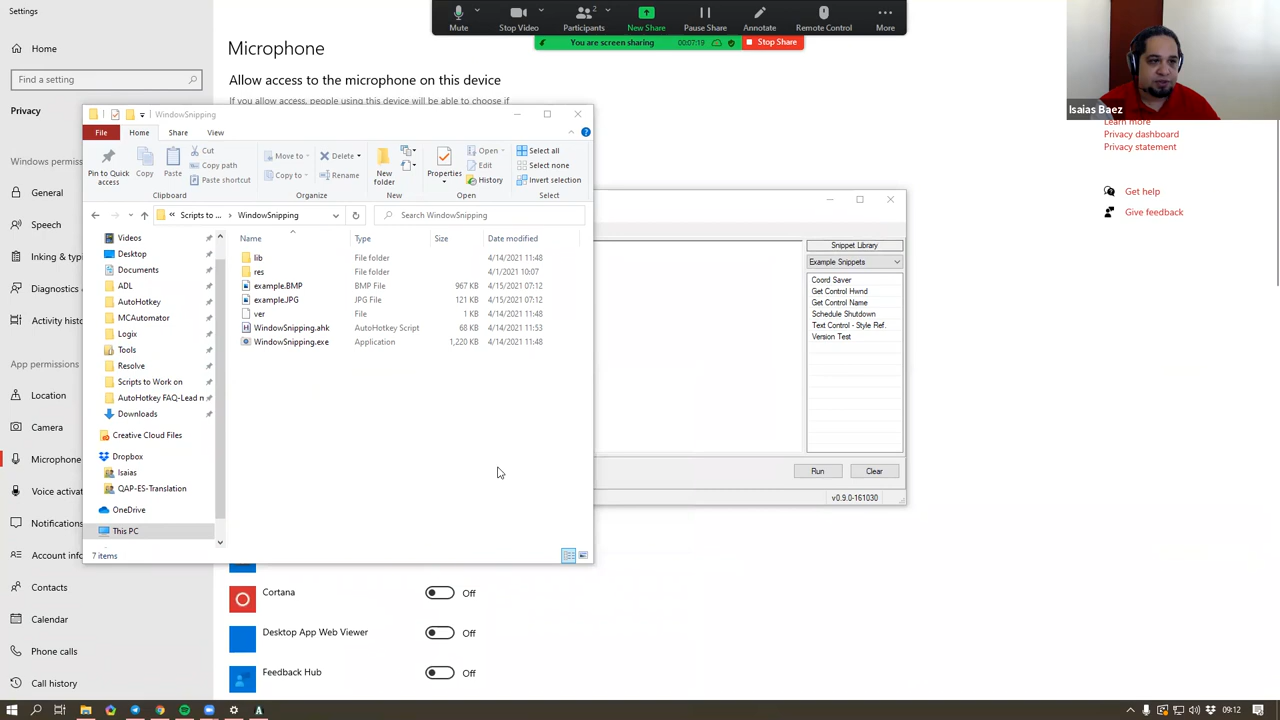 Settings
Mute
Stop Video
Participants
2
New Share
Pause Share
Annotate
Remote Control
More
You are screen sharing
00:07:19
Stop Share
Isaias Baez
Microphone
Find a setting
Allow access to the microphone on this device
If you allow access, people using this device will be able to choose if
Privacy
Windows permis
General
Speech
Inking & typi
Diagnostics
Activity histo
App permissions
Location
Camera
Microphone
Voice activat
Notifications
Account info
Contacts
Calendar
Phone calls
Call history
WindowSnipping
File
Home
Share
View
Pin to Quick access
Copy
Paste
Cut
Copy path
Paste shortcut
Clipboard
Move to
Copy to
Delete
Rename
Organize
New folder
New
Properties
Open
Edit
History
Open
Select all
Select none
Invert selection
Select
Scripts to ...
WindowSnipping
Search WindowSnipping
Videos
Desktop
Documents
ADL
AutoHotkey
MCAutomator
Logix
Tools
Resolve
Scripts to Work on
AutoHotkey FAQ-Lead m
Downloads
Creative Cloud Files
Dropbox
Isaias
QAP-ES-Translation
OneDrive
This PC
Name Type Size Date modified
lib File folder 4/14/2021 11:48
res File folder 4/1/2021 10:07
example.BMP BMP File 967 KB 4/15/2021 07:12
example.JPG JPG File 121 KB 4/15/2021 07:12
ver File 1 KB 4/14/2021 11:48
WindowSnipping.ahk AutoHotkey Script 68 KB 4/14/2021 11:53
WindowSnipping.exe Application 1,220 KB 4/14/2021 11:48
7 items
Snippet Library
Example Snippets
Coord Saver
Get Control Hwnd
Get Control Name
Schedule Shutdown
Text Control - Style Ref.
Version Test
Run
Clear
v0.9.0-161030
Learn more
Privacy dashboard
Privacy statement
Get help
Give feedback
Cortana
Off
Desktop App Web Viewer
Off
Feedback Hub
Off
09:12